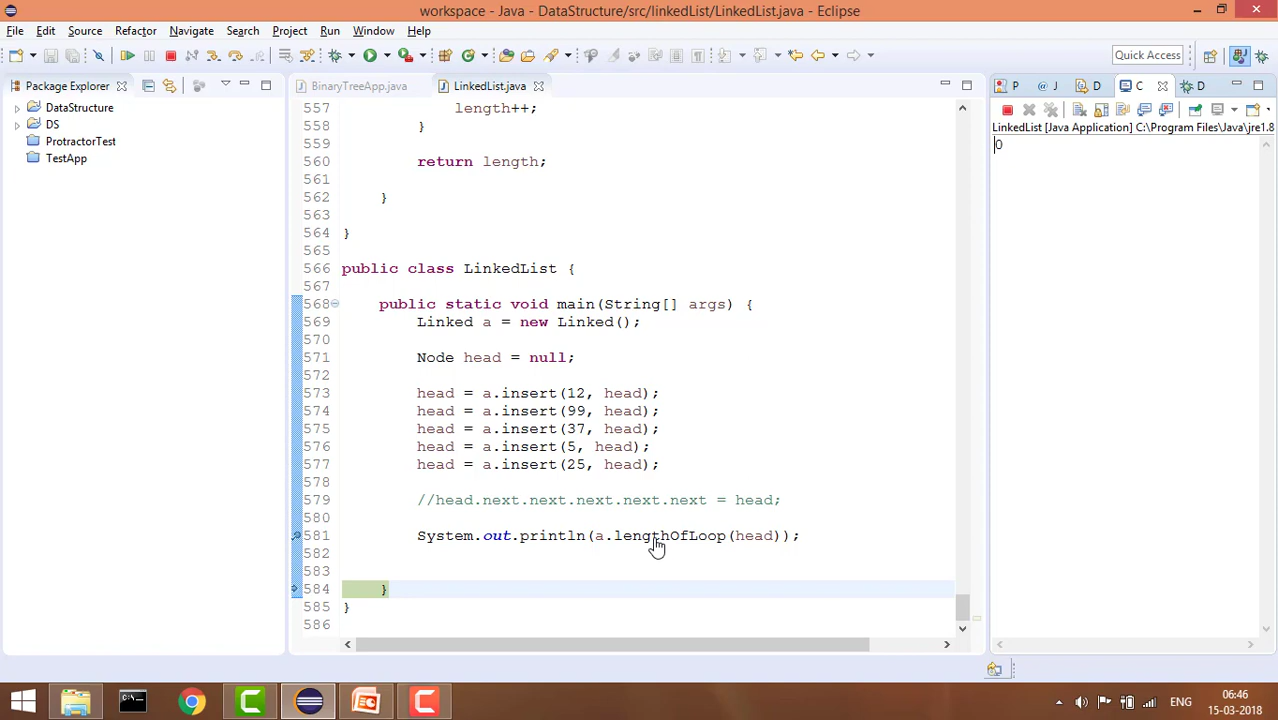 workspace - Java - DataStructure/src/linkedList/LinkedList.java - Eclipse
File Edit Source Refactor Navigate Search Project Run Window Help
Quick Access
Package Explorer
BinaryTreeApp.java
LinkedList.java
P
J
D
C
D
DataStructure
DS
ProtractorTest
TestApp
557 length++;
558 }
559
560 return length;
561
562 }
563
564 }
565
566 public class LinkedList {
567
568 public static void main(String[] args) {
569 Linked a = new Linked();
570
571 Node head = null;
572
573 head = a.insert(12, head);
574 head = a.insert(99, head);
575 head = a.insert(37, head);
576 head = a.insert(5, head);
577 head = a.insert(25, head);
578
579 //head.next.next.next.next.next = head;
580
581 System.out.println(a.lengthOfLoop(head));
582
583
584 }
585 }
586
LinkedList [Java Application] C:\Program Files\Java\jre1.8
0
ENG
06:46
15-03-2018